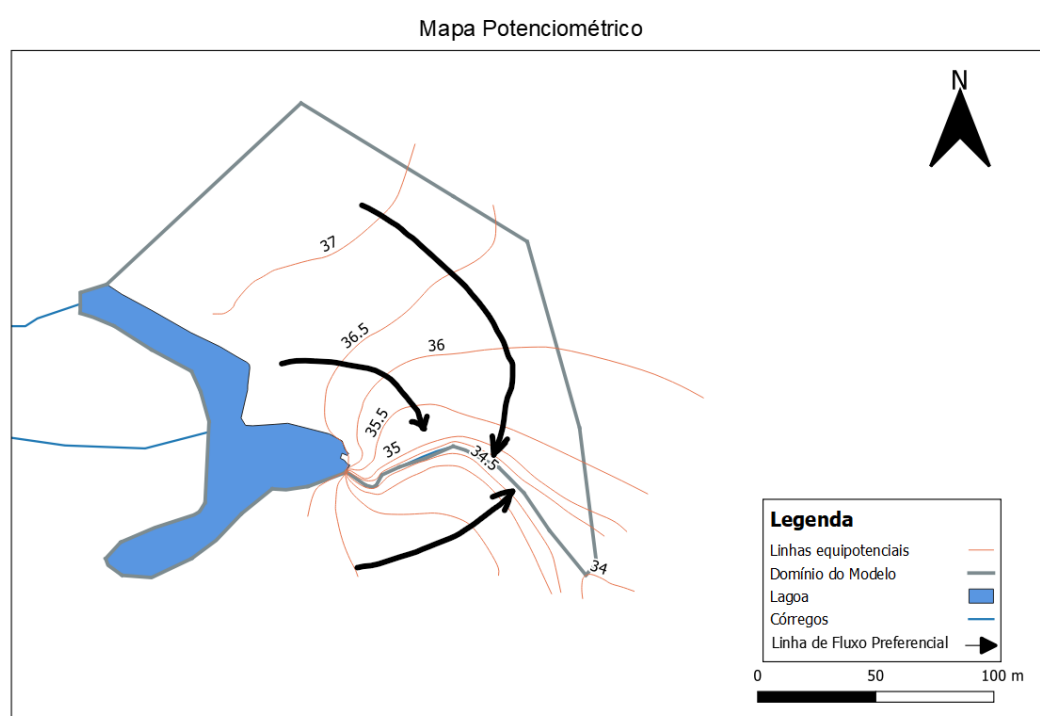 Mapa Potenciométrico
N
37
36.5
36
35.5
35
34.5
34
Legenda
Linhas equipotenciais
Domínio do Modelo
Lagoa
Córregos
Linha de Fluxo Preferencial
0 50 100 m